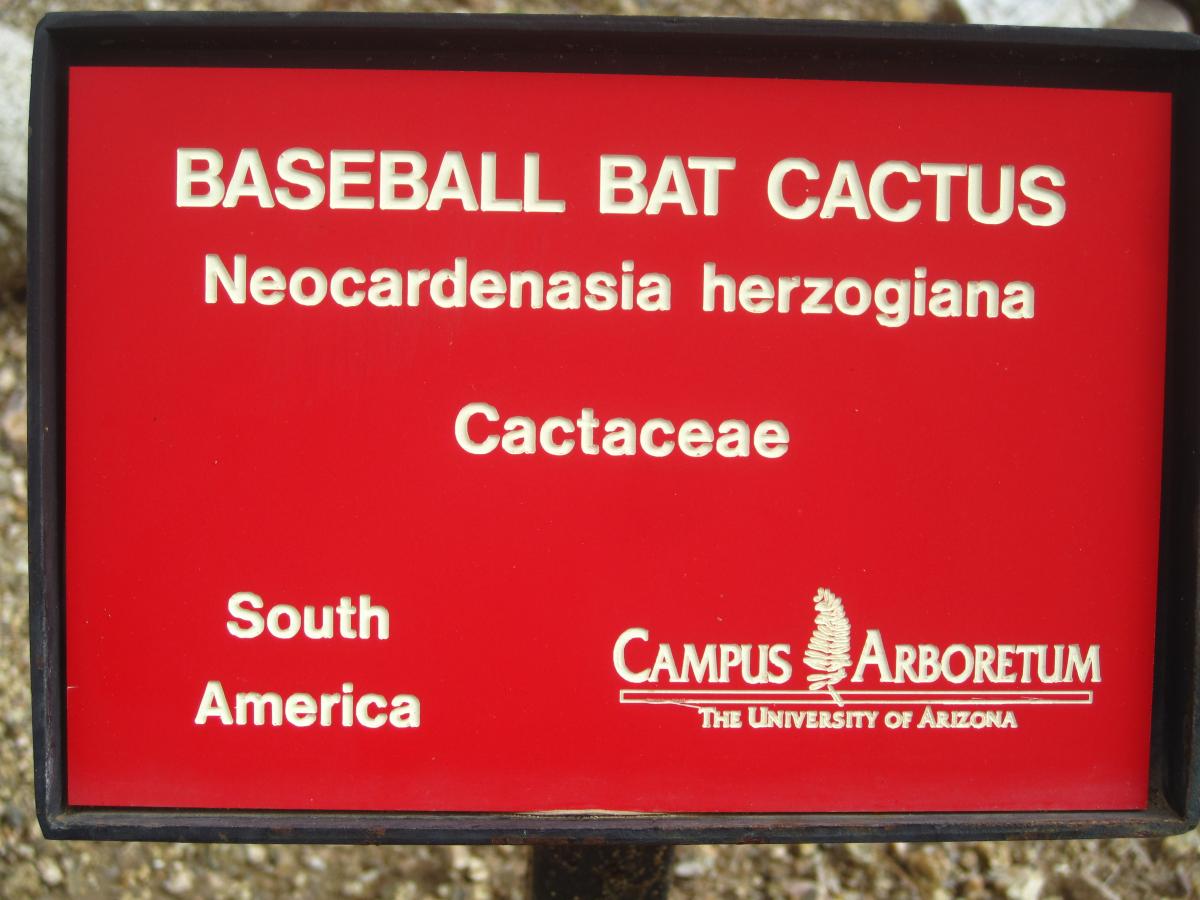 BASEBALL BAT CACTUS
Neocardenasia herzogiana
Cactaceae
South
America
CAMPUS ARBORETUM
THE UNIVERSITY OF ARIZONA